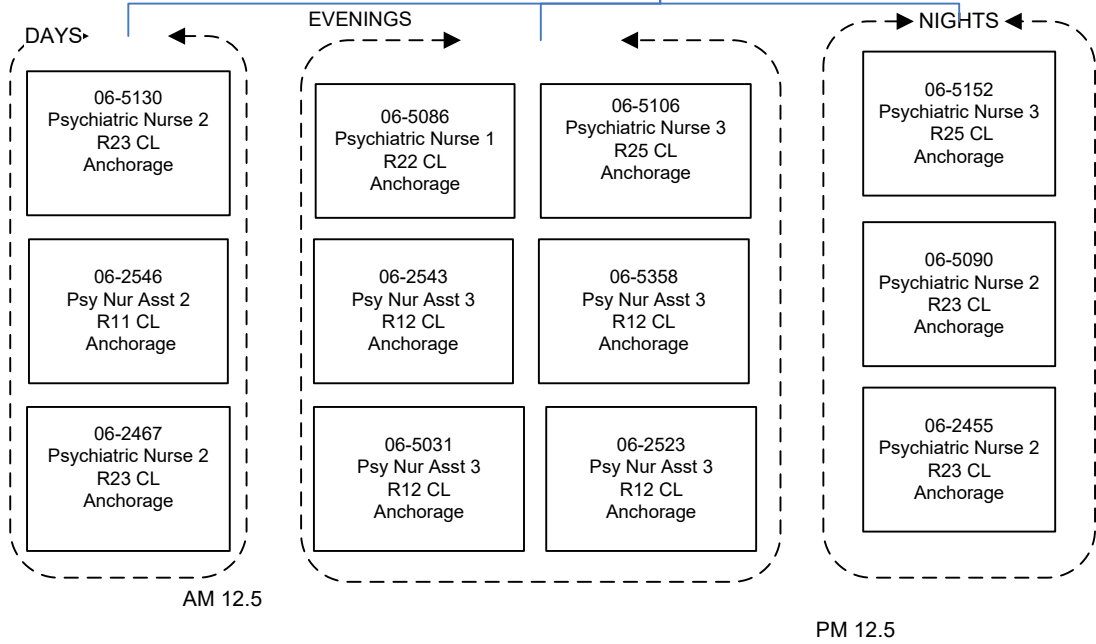 DAYS
06-5130
Psychiatric Nurse 2
R23 CL
Anchorage
06-2546
Psy Nur Asst 2
R11 CL
Anchorage
06-2467
Psychiatric Nurse 2
R23 CL
Anchorage
AM 12.5
EVENINGS
06-5086
Psychiatric Nurse 1
R22 CL
Anchorage
06-5106
Psychiatric Nurse 3
R25 CL
Anchorage
06-2543
Psy Nur Asst 3
R12 CL
Anchorage
06-5358
Psy Nur Asst 3
R12 CL
Anchorage
06-5031
Psy Nur Asst 3
R12 CL
Anchorage
06-2523
Psy Nur Asst 3
R12 CL
Anchorage
NIGHTS
06-5152
Psychiatric Nurse 3
R25 CL
Anchorage
06-5090
Psychiatric Nurse 2
R23 CL
Anchorage
06-2455
Psychiatric Nurse 2
R23 CL
Anchorage
PM 12.5